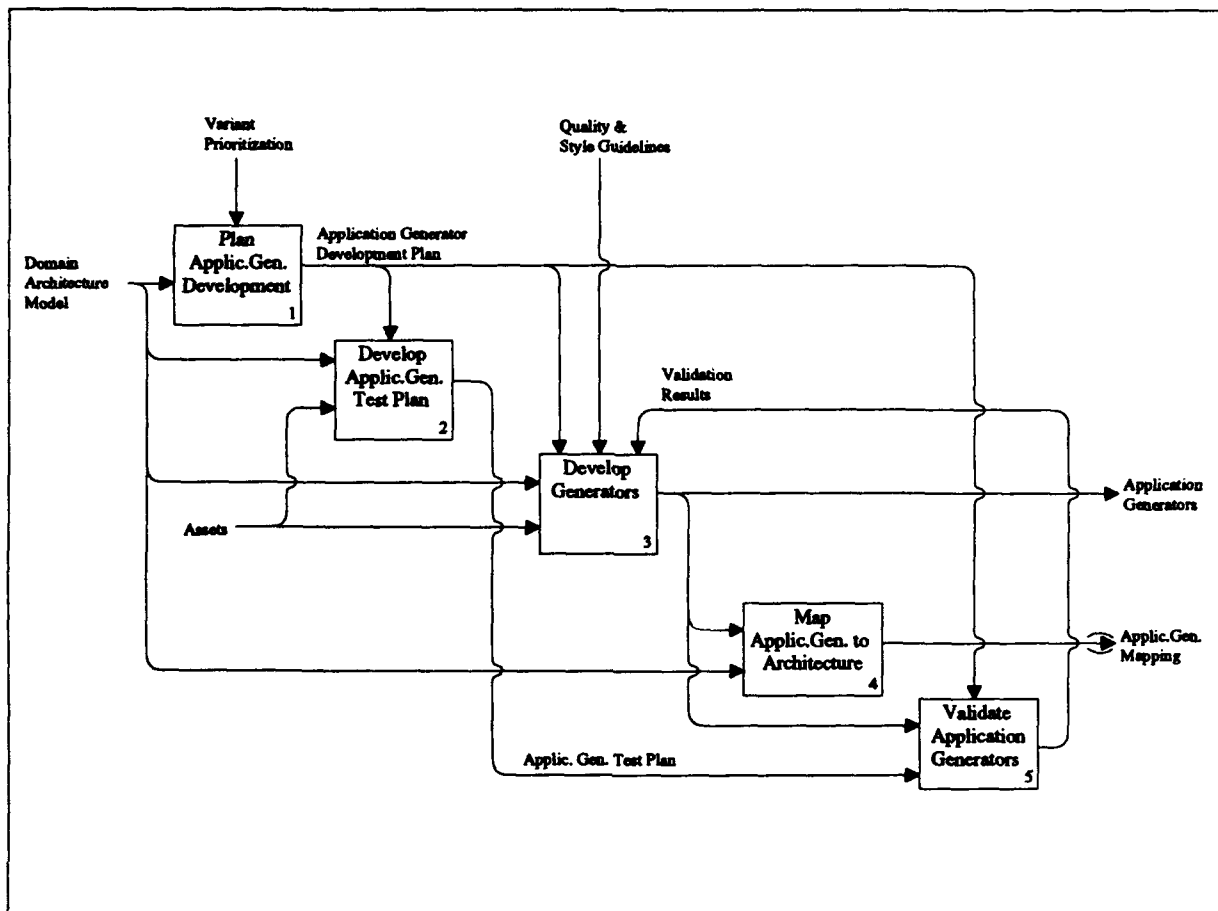 Variant
Prioritization
Quality &
Style Guidelines
Plan
Applic.Gen.
Development
1
Application Generator
Development Plan
Domain
Architecture
Model
Develop
Applic.Gen.
Test Plan
2
Validation
Results
Develop
Generators
3
Application
Generators
Assets
Map
Applic.Gen. to
Architecture
4
Applic.Gen.
Mapping
Validate
Application
Generators
5
Applic. Gen. Test Plan